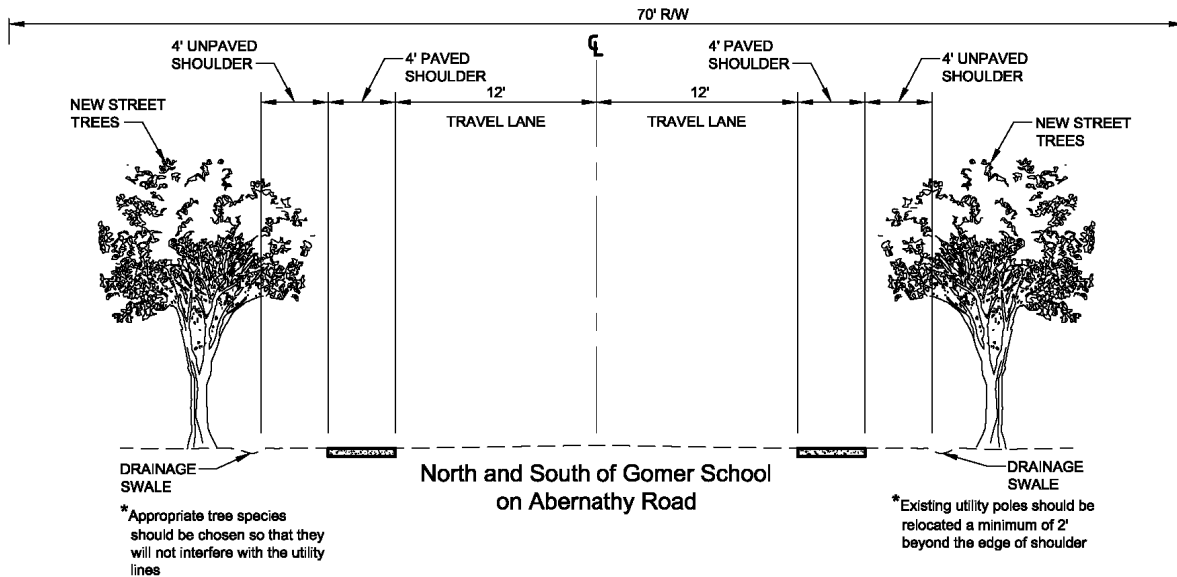 70' R/W
℄
4' UNPAVED
SHOULDER
4' PAVED
SHOULDER
4' PAVED
SHOULDER
4' UNPAVED
SHOULDER
12'
12'
NEW STREET
TREES
TRAVEL LANE
TRAVEL LANE
NEW STREET
TREES
DRAINAGE
SWALE
North and South of Gomer School
on Abernathy Road
DRAINAGE
SWALE
*Appropriate tree species
should be chosen so that they
will not interfere with the utility
lines
*Existing utility poles should be
relocated a minimum of 2'
beyond the edge of shoulder